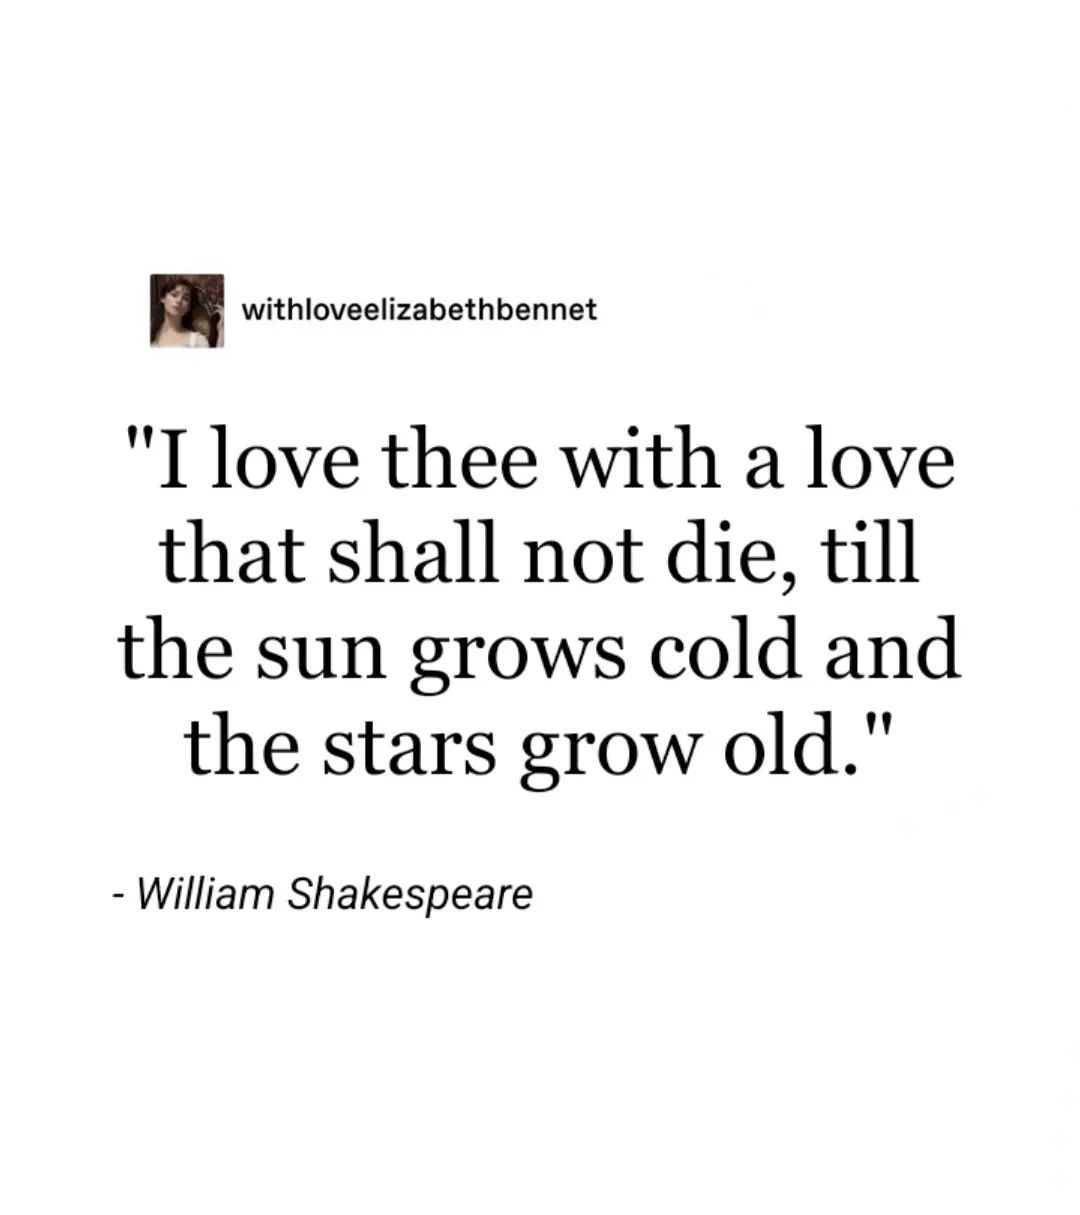 withloveelizabethbennet
"I love thee with a love
that shall not die, till
the sun grows cold and
the stars grow old."
- William Shakespeare